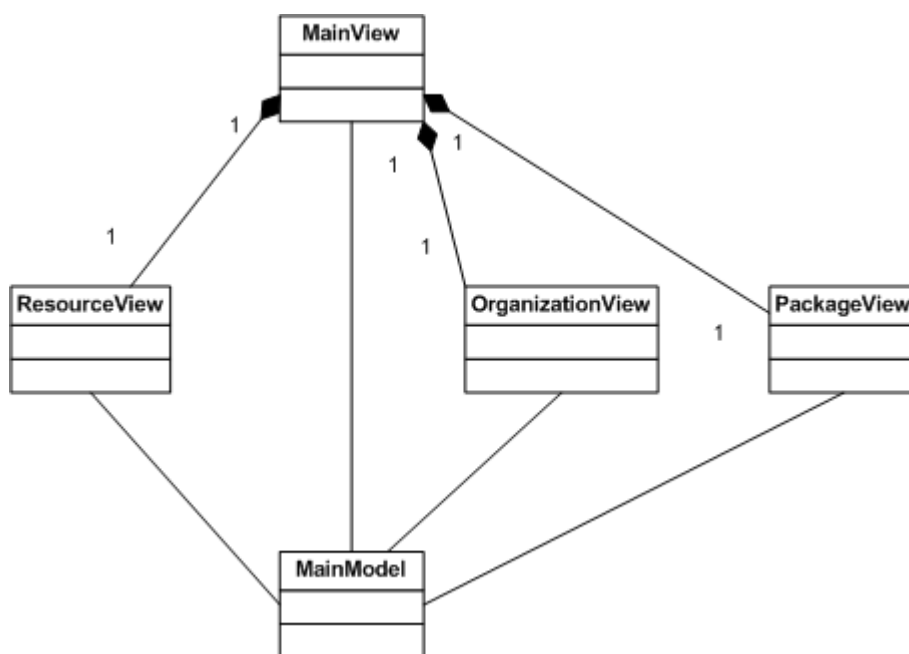 MainView
1
1
1
1
1
ResourceView
OrganizationView
PackageView
1
MainModel